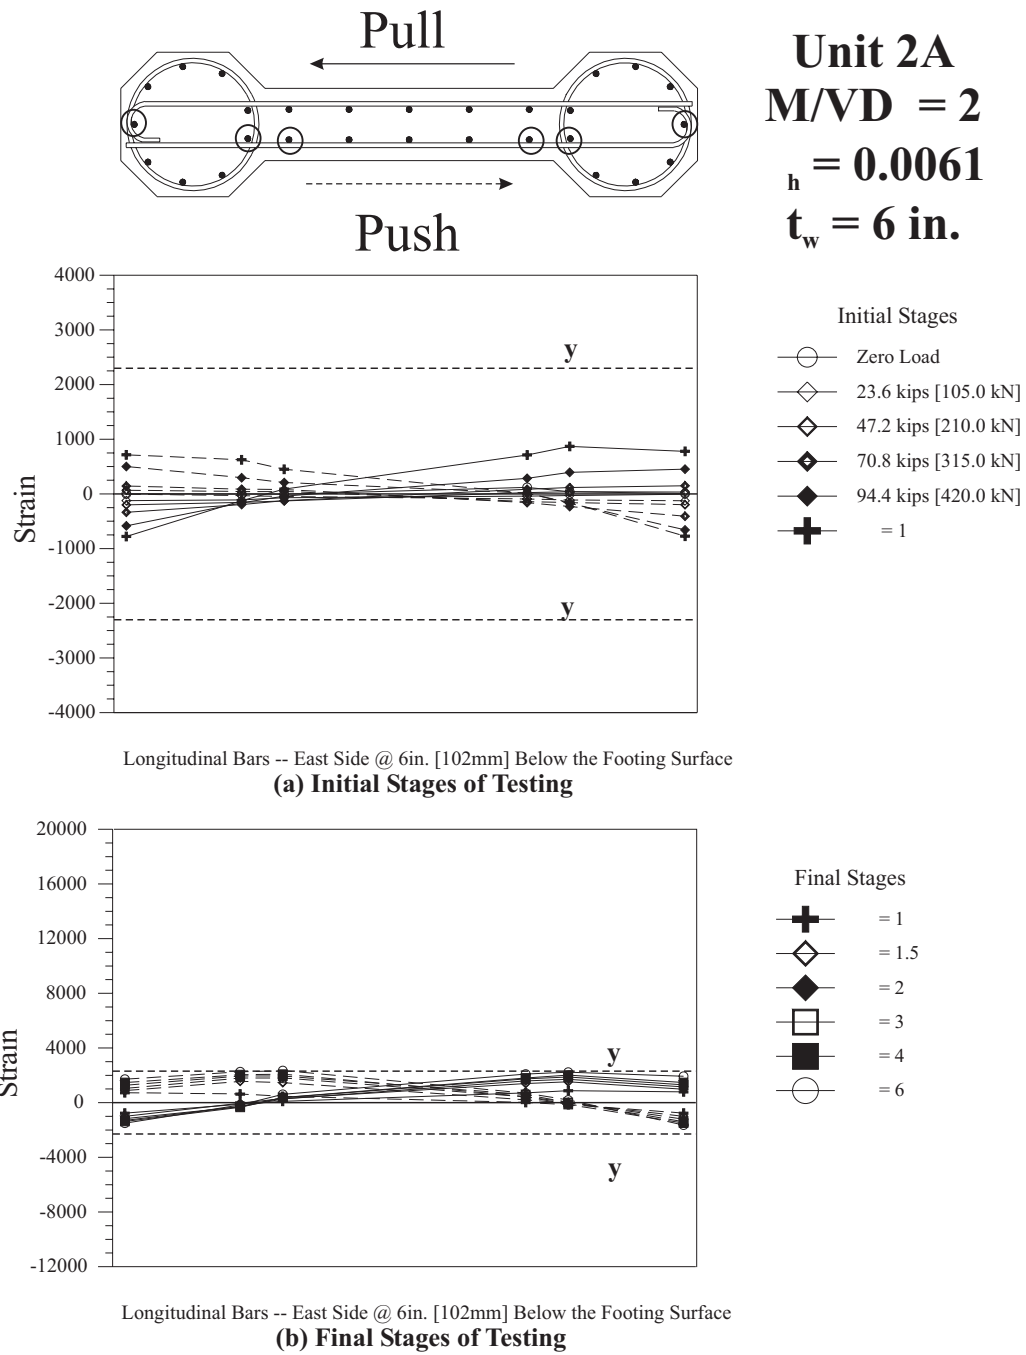 Pull
Push
Unit 2A
M/VD = 2
h = 0.0061
tw = 6 in.
4000
3000
2000
1000
0
-1000
-2000
-3000
-4000
Strain
y
y
Initial Stages
Zero Load
23.6 kips [105.0 kN]
47.2 kips [210.0 kN]
70.8 kips [315.0 kN]
94.4 kips [420.0 kN]
= 1
Longitudinal Bars -- East Side @ 6in. [102mm] Below the Footing Surface
(a) Initial Stages of Testing
20000
16000
12000
8000
4000
0
-4000
-8000
-12000
Strain
y
y
Final Stages
= 1
= 1.5
= 2
= 3
= 4
= 6
Longitudinal Bars -- East Side @ 6in. [102mm] Below the Footing Surface
(b) Final Stages of Testing